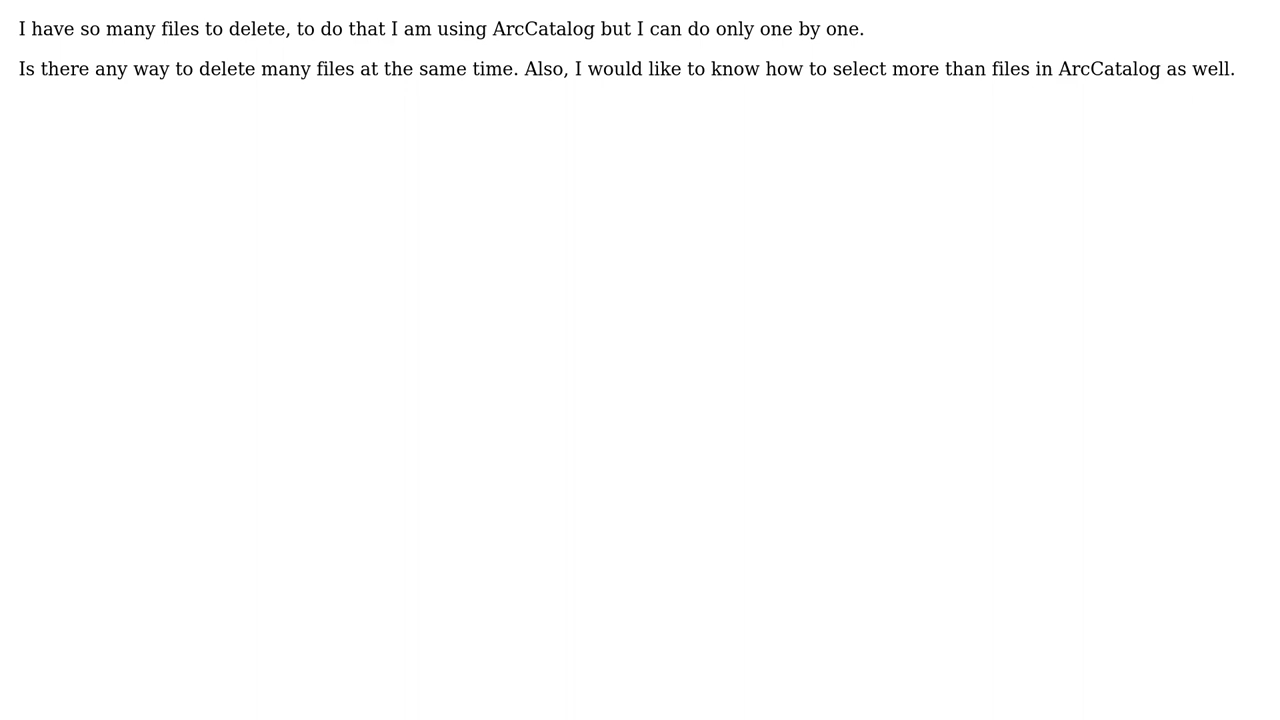 I have so many files to delete, to do that I am using ArcCatalog but I can do only one by one.
Is there any way to delete many files at the same time. Also, I would like to know how to select more than files in ArcCatalog as well.